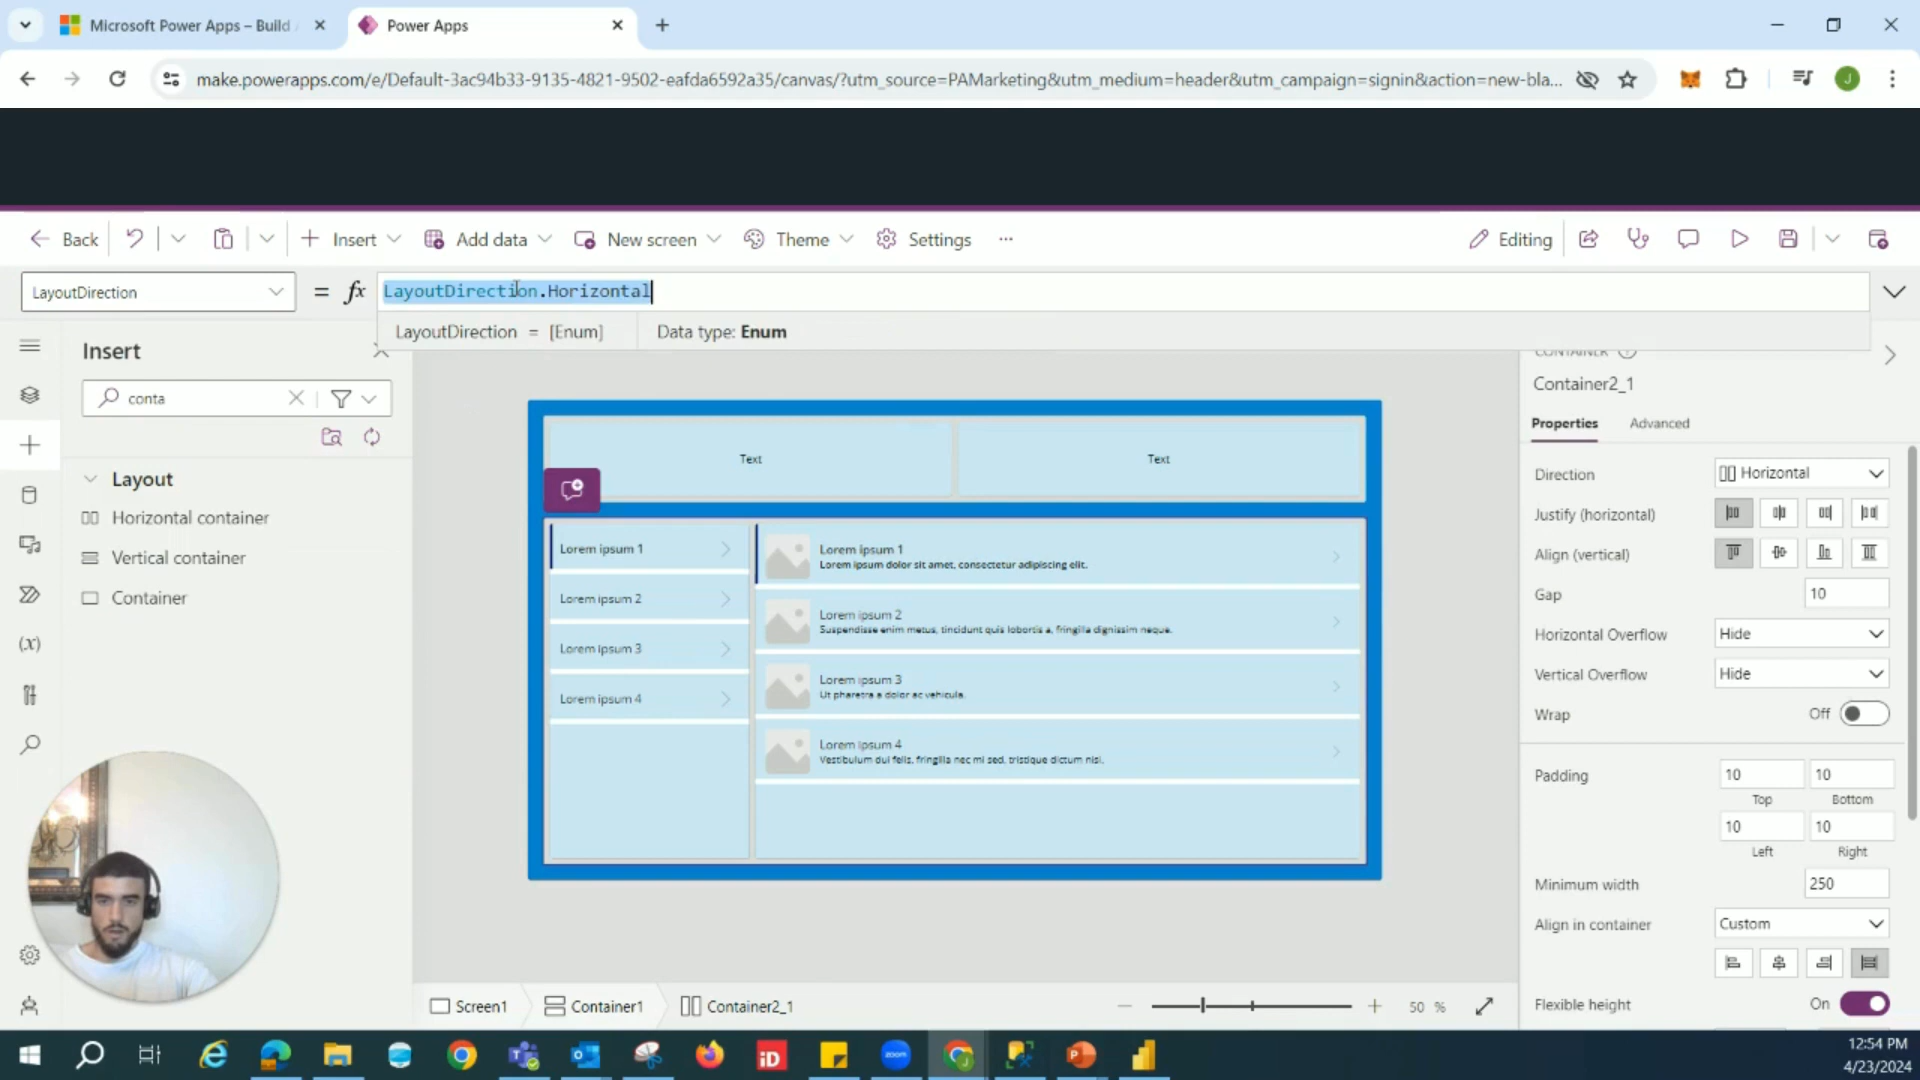 Microsoft Power Apps – Build
Power Apps
make.powerapps.com/e/Default-3ac94b33-9135-4821-9502-eafda6592a35/canvas/?utm_source=PAMarketing&utm_medium=header&utm_campaign=signin&action=new-bla...
J
Back
Insert
Add data
New screen
Theme
Settings
...
Editing
LayoutDirection
= fx LayoutDirection.Horizontal
LayoutDirection = [Enum]
Data type: Enum
Insert
conta
Layout
Horizontal container
Vertical container
Container
Text
Text
Lorem ipsum 1
Lorem ipsum 2
Lorem ipsum 3
Lorem ipsum 4
Lorem ipsum 1
Lorem ipsum dolor sit amet, consectetur adipiscing elit.
Lorem ipsum 2
Suspendisse enim metus, tincidunt quis lobortis a, fringilla dignissim neque.
Lorem ipsum 3
Ut pharetra a dolor ac vehicula.
Lorem ipsum 4
Vestibulum dui felis, fringilla nec mi sed, tristique dictum nisi.
CONTAINER
Container2_1
Properties
Advanced
Direction
Horizontal
Justify (horizontal)
Align (vertical)
Gap
10
Horizontal Overflow
Hide
Vertical Overflow
Hide
Wrap
Off
Padding
10
10
Top
Bottom
10
10
Left
Right
Minimum width
250
Align in container
Custom
Flexible height
On
Screen1
Container1
Container2_1
50 %
iD
zoom
12:54 PM
4/23/2024